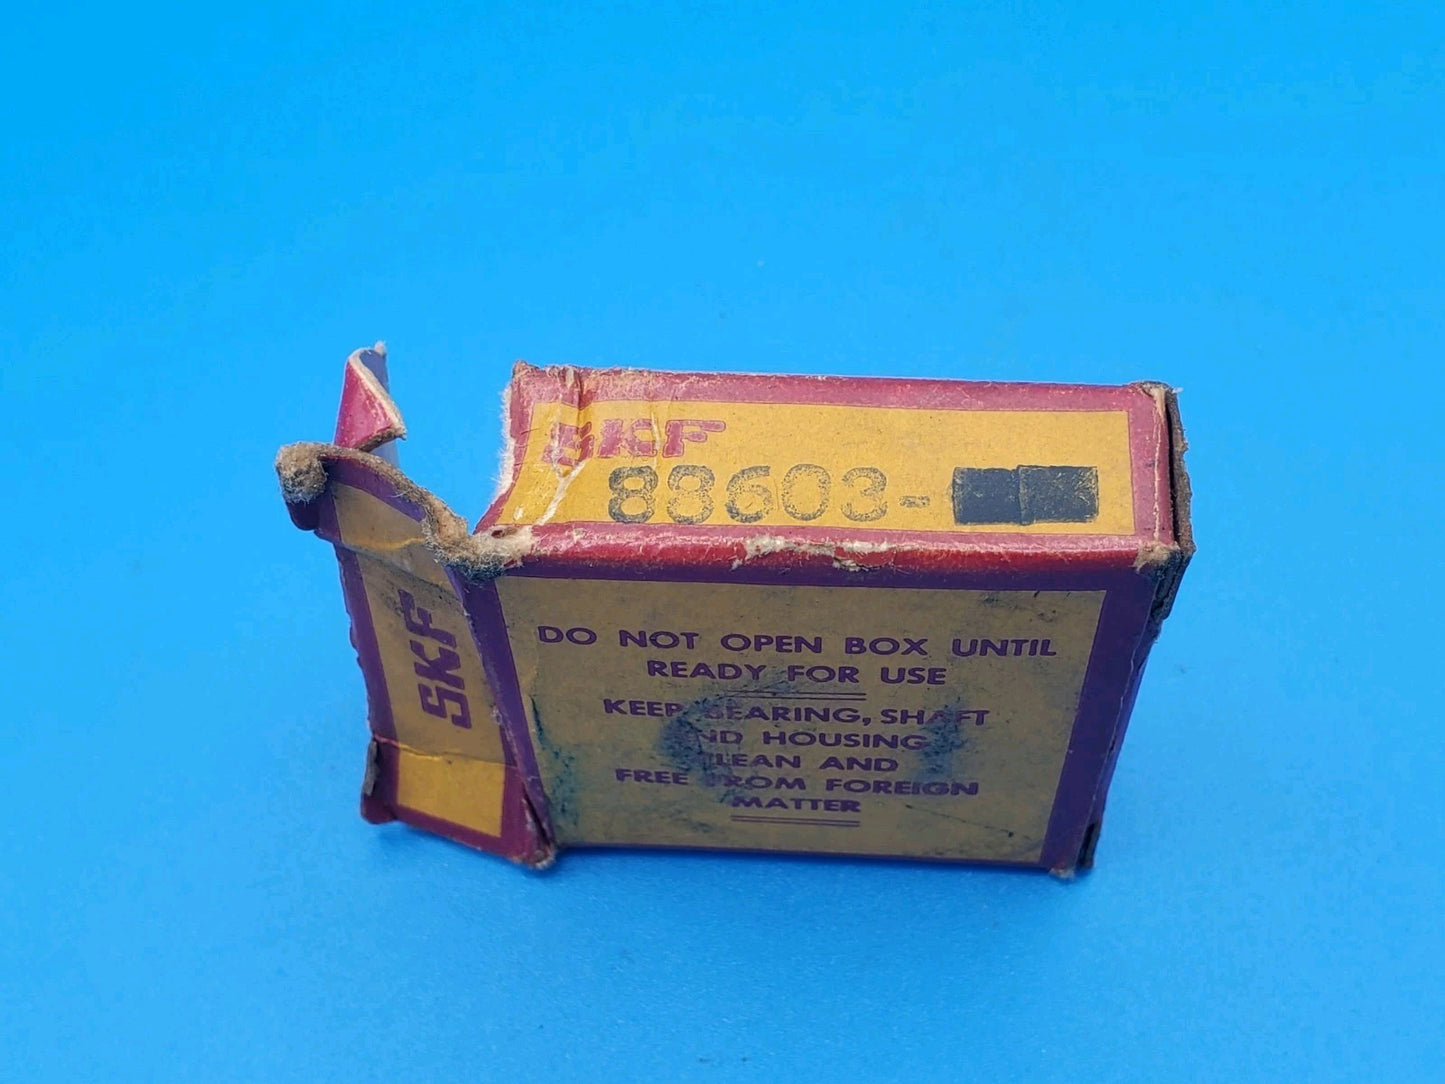 SKF
88603-
DO NOT OPEN BOX UNTIL
READY FOR USE
KEEP BEARING, SHAFT
AND HOUSING
CLEAN AND
FREE FROM FOREIGN
MATTER
SKF